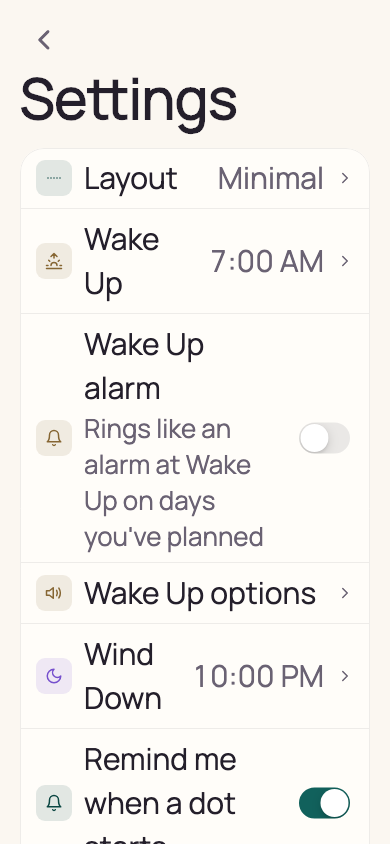 Settings
Layout
Minimal
Wake
Up
7:00 AM
Wake Up
alarm
Rings like an
alarm at Wake
Up on days
you've planned
Wake Up options
Wind
Down
10:00 PM
Remind me
when a dot
starts